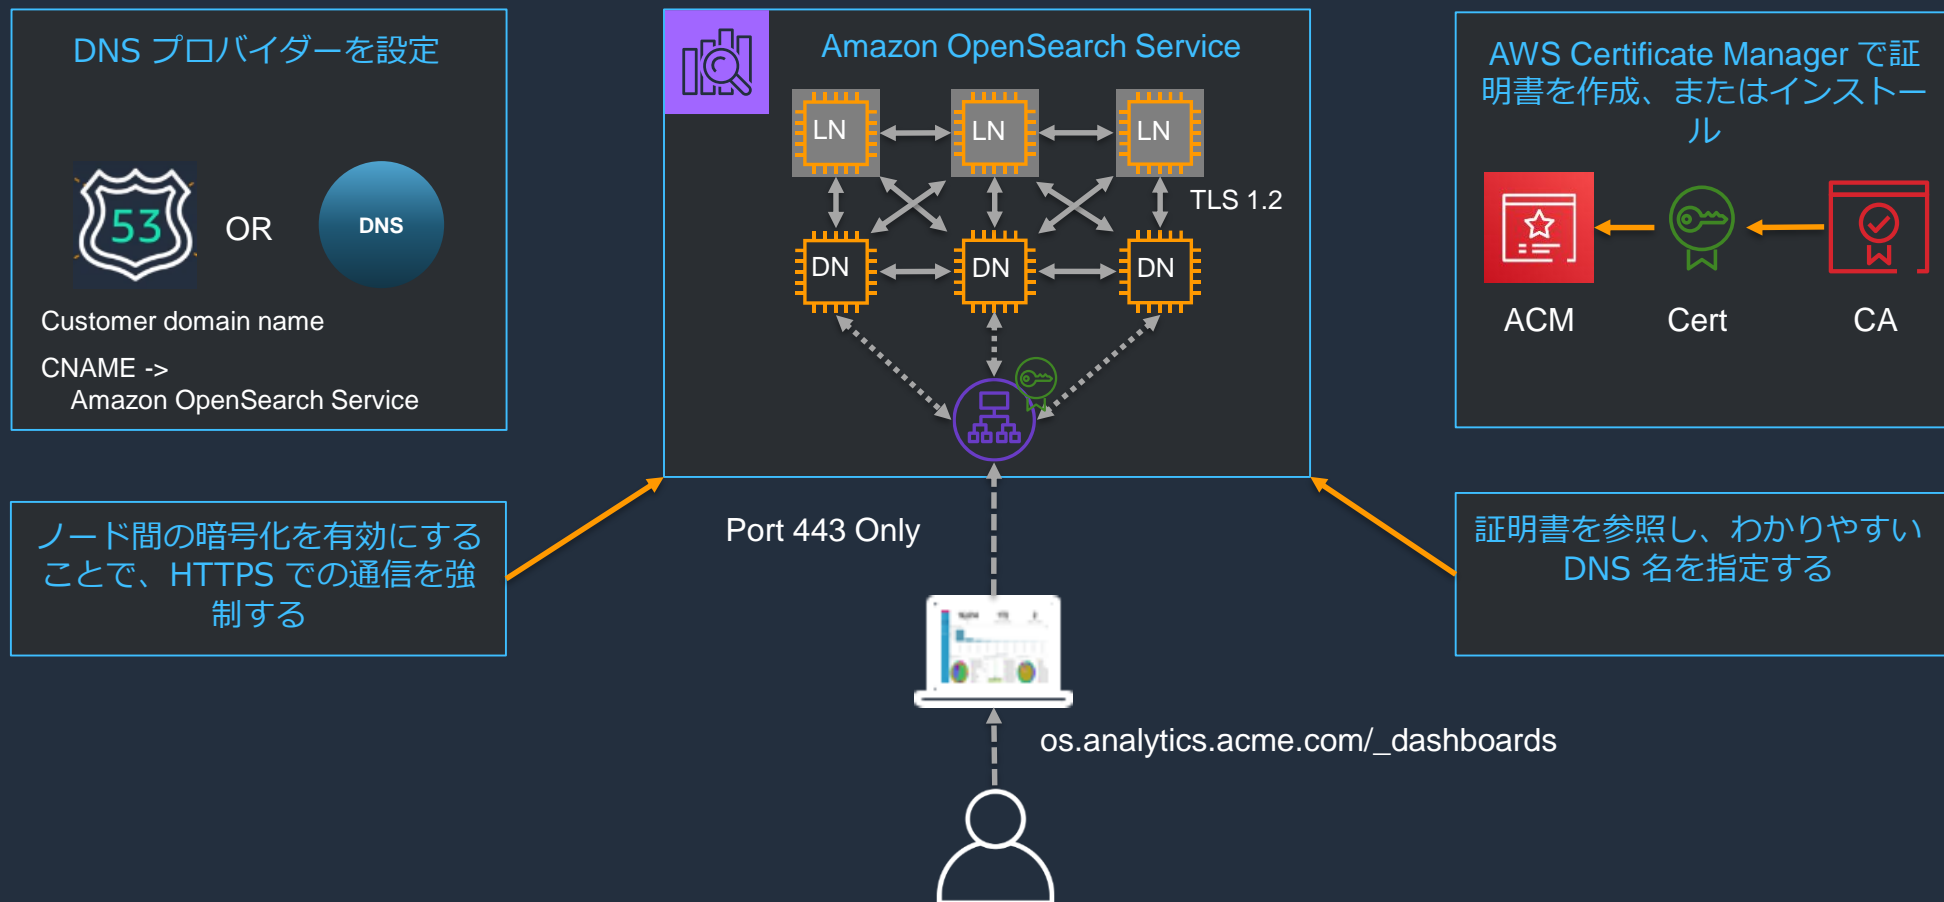 DNS プロバイダーを設定
53
OR
DNS
Customer domain name
CNAME ->
Amazon OpenSearch Service
Amazon OpenSearch Service
LN
LN
LN
TLS 1.2
DN
DN
DN
AWS Certificate Manager で証
明書を作成、またはインストー
ル
ACM
Cert
CA
ノード間の暗号化を有効にする
ことで、HTTPS での通信を強
制する
Port 443 Only
証明書を参照し、わかりやすい
DNS 名を指定する
os.analytics.acme.com/_dashboards